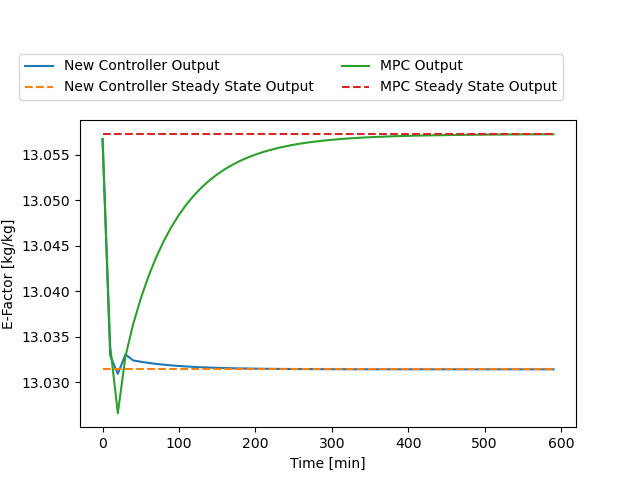 New Controller Output
New Controller Steady State Output
MPC Output
MPC Steady State Output
E-Factor [kg/kg]
13.055
13.050
13.045
13.040
13.035
13.030
0 100 200 300 400 500 600
Time [min]